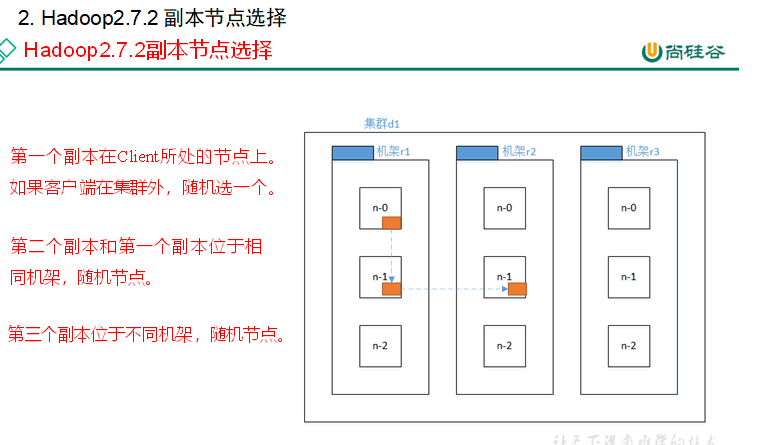 2. Hadoop2.7.2 副本节点选择
Hadoop2.7.2副本节点选择
尚硅谷
第一个副本在Client所处的节点上。
如果客户端在集群外，随机选一个。
第二个副本和第一个副本位于相
同机架，随机节点。
第三个副本位于不同机架，随机节点。
集群d1
机架r1
机架r2
机架r3
n-0
n-0
n-0
n-1
n-1
n-1
n-2
n-2
n-2